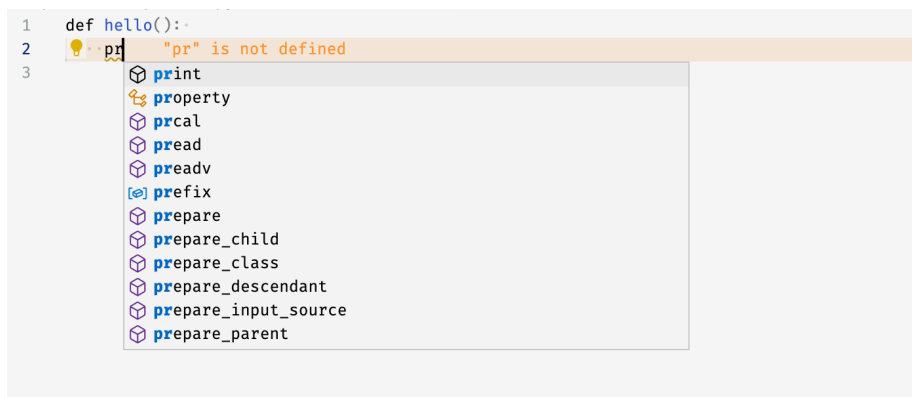 1 def hello():
2 pr "pr" is not defined
3
print
property
prcal
pread
preadv
prefix
prepare
prepare_child
prepare_class
prepare_descendant
prepare_input_source
prepare_parent